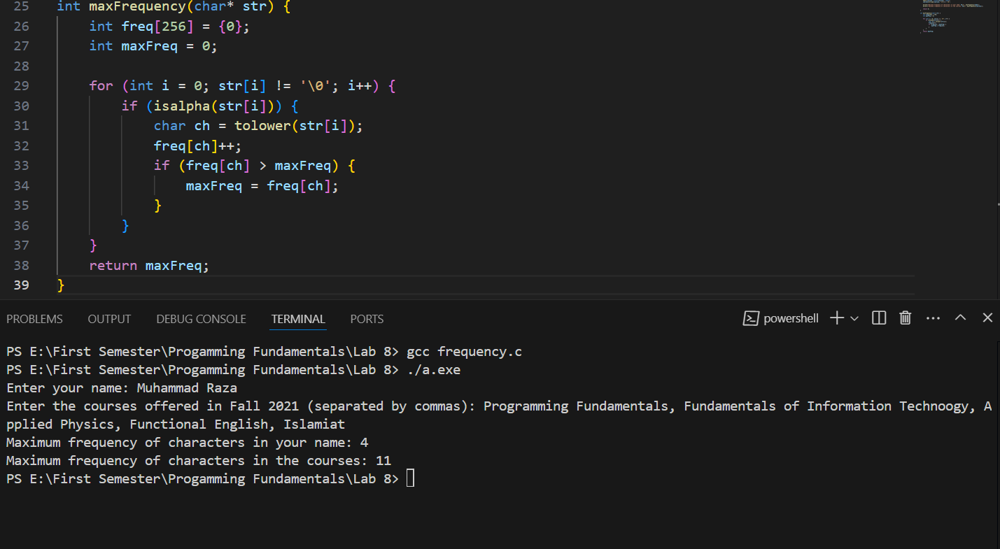 25 int maxFrequency(char* str) {
26 int freq[256] = {0};
27 int maxFreq = 0;
28
29 for (int i = 0; str[i] != '\0'; i++) {
30 if (isalpha(str[i])) {
31 char ch = tolower(str[i]);
32 freq[ch]++;
33 if (freq[ch] > maxFreq) {
34 maxFreq = freq[ch];
35 }
36 }
37 }
38 return maxFreq;
39 }
PROBLEMS OUTPUT DEBUG CONSOLE TERMINAL PORTS powershell
PS E:\First Semester\Progamming Fundamentals\Lab 8> gcc frequency.c
PS E:\First Semester\Progamming Fundamentals\Lab 8> ./a.exe
Enter your name: Muhammad Raza
Enter the courses offered in Fall 2021 (separated by commas): Programming Fundamentals, Fundamentals of Information Technoogy, A
pplied Physics, Functional English, Islamiat
Maximum frequency of characters in your name: 4
Maximum frequency of characters in the courses: 11
PS E:\First Semester\Progamming Fundamentals\Lab 8>